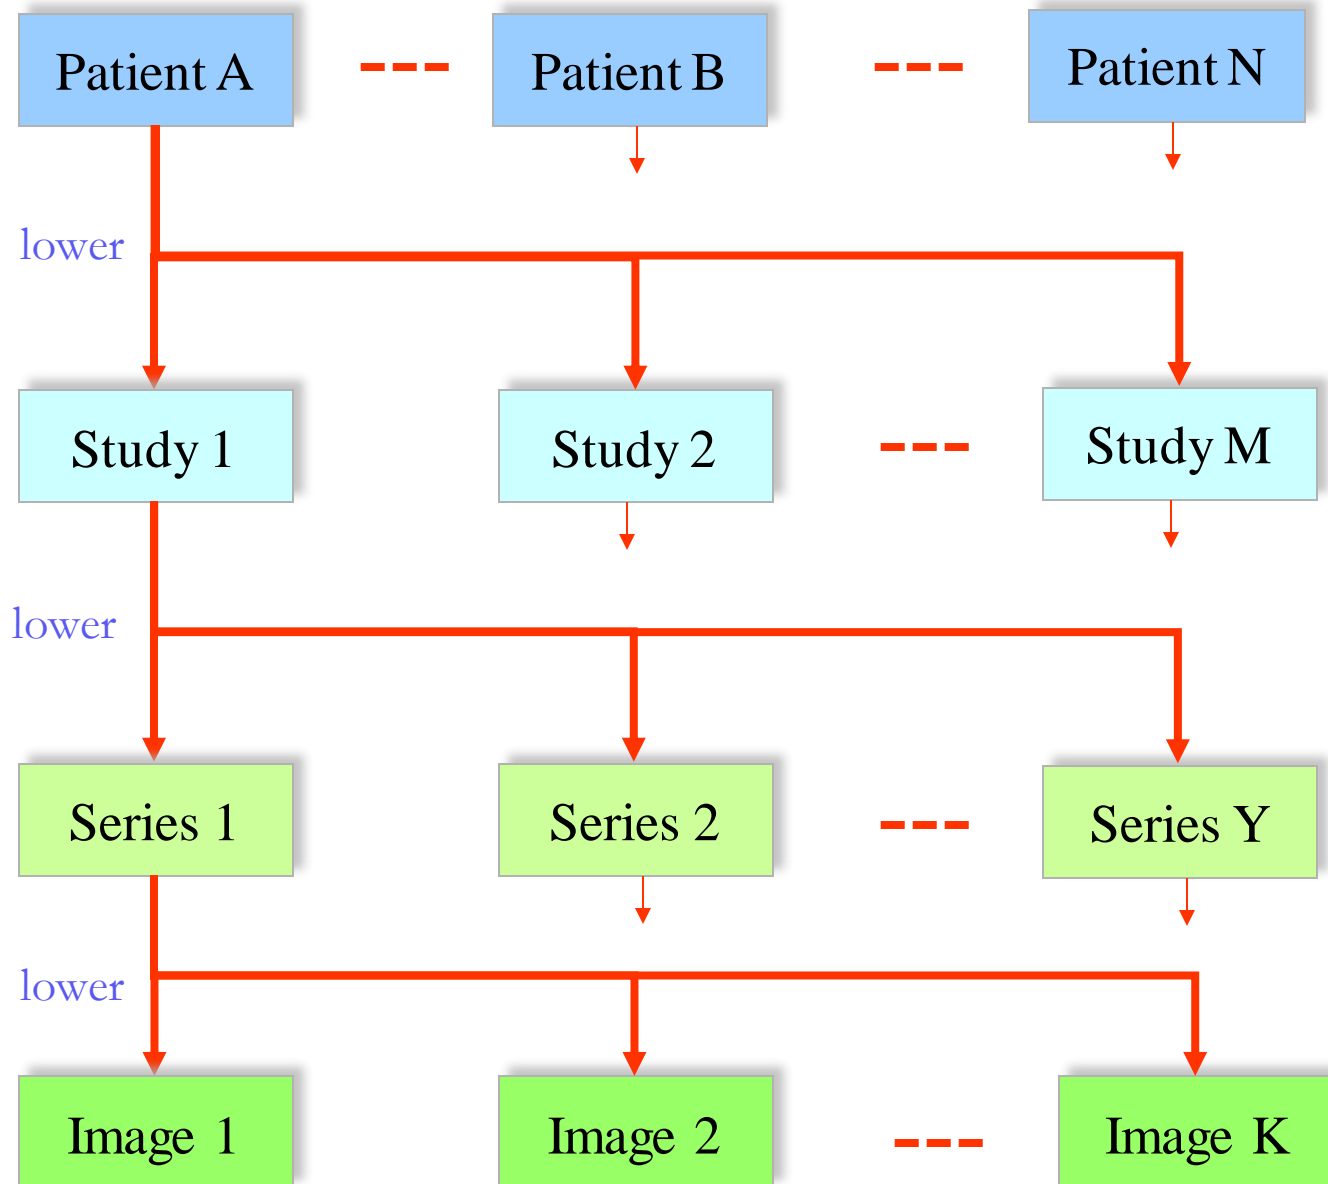 Patient A
Patient B
Patient N
lower
Study 1
Study 2
Study M
lower
Series 1
Series 2
Series Y
lower
Image 1
Image 2
Image K